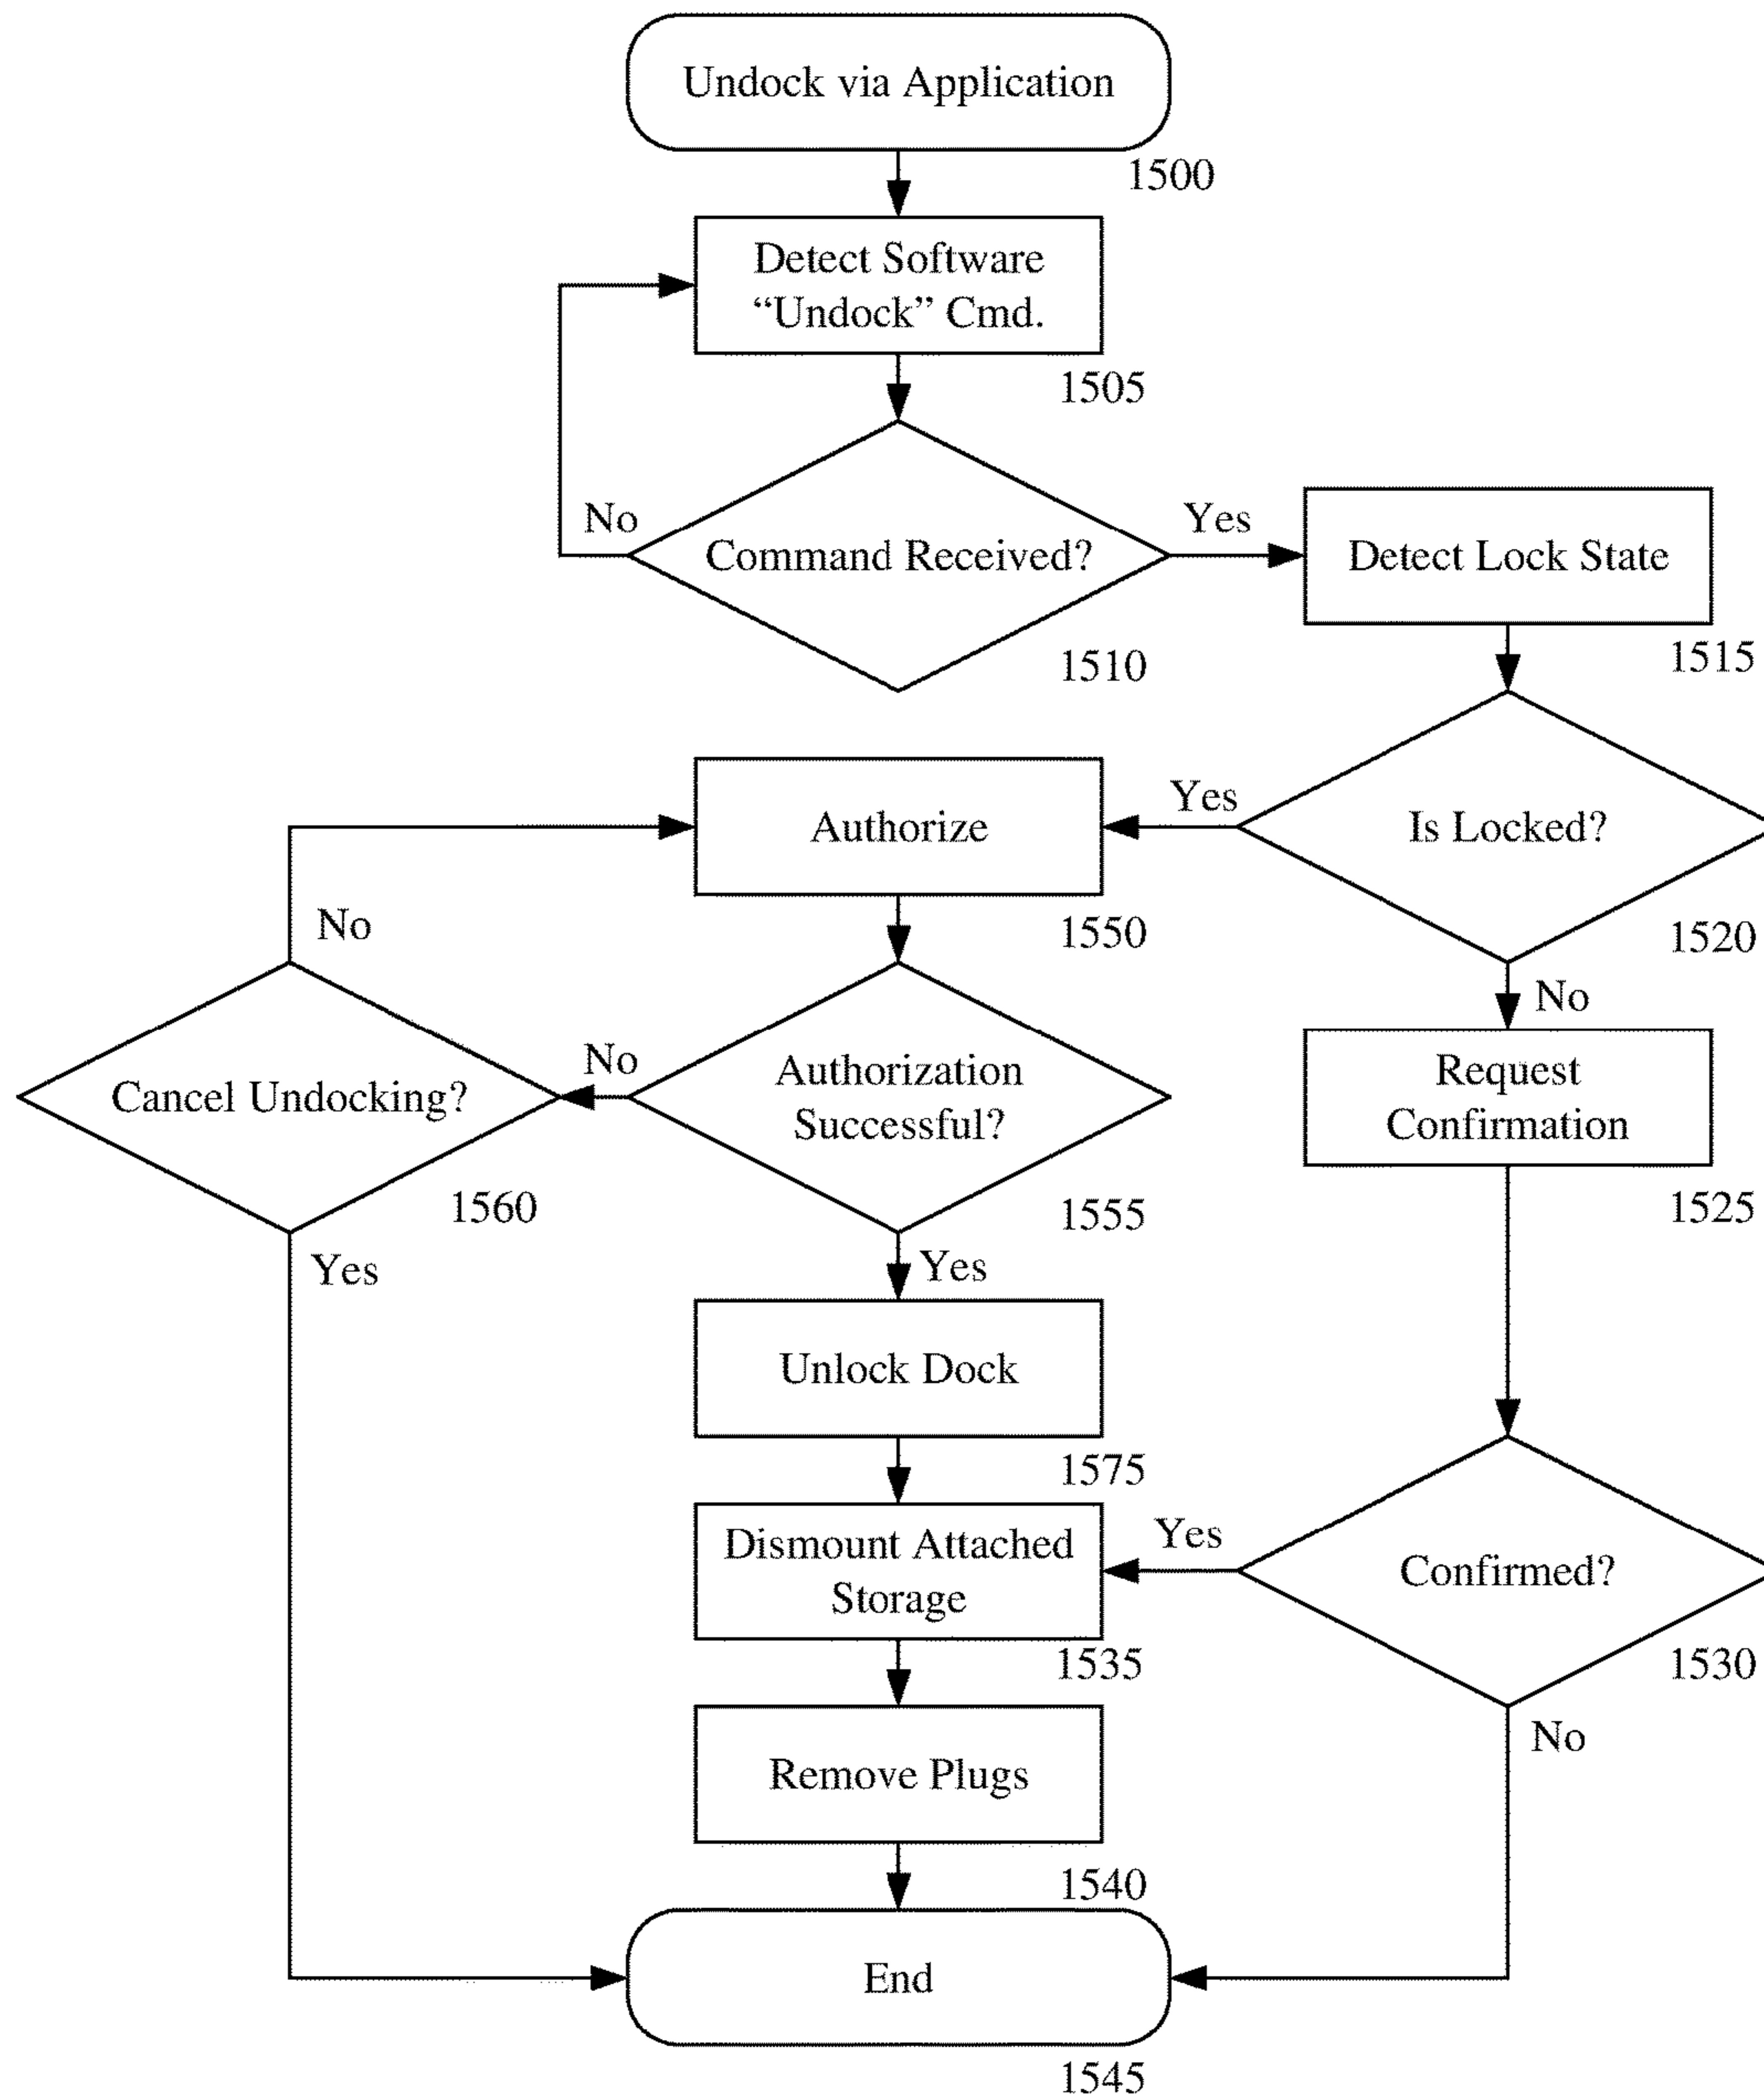 Undock via Application
1500
Detect Software
“Undock” Cmd.
1505
No
Command Received?
Yes
1510
Detect Lock State
1515
Is Locked?
Yes
1520
No
Authorize
1550
No
Cancel Undocking?
1560
Yes
No
Authorization
Successful?
1555
Yes
Request
Confirmation
1525
Unlock Dock
1575
Dismount Attached
Storage
1535
Yes
Confirmed?
1530
No
Remove Plugs
1540
End
1545